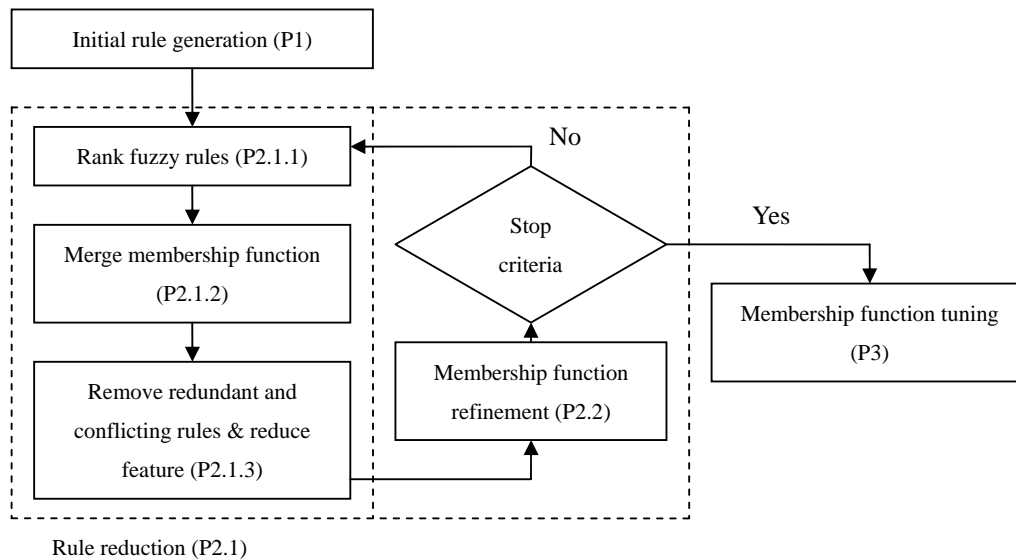 Initial rule generation (P1)
Rank fuzzy rules (P2.1.1)
Merge membership function
(P2.1.2)
Remove redundant and
conflicting rules & reduce
feature (P2.1.3)
Rule reduction (P2.1)
No
Stop
criteria
Membership function
refinement (P2.2)
Yes
Membership function tuning
(P3)